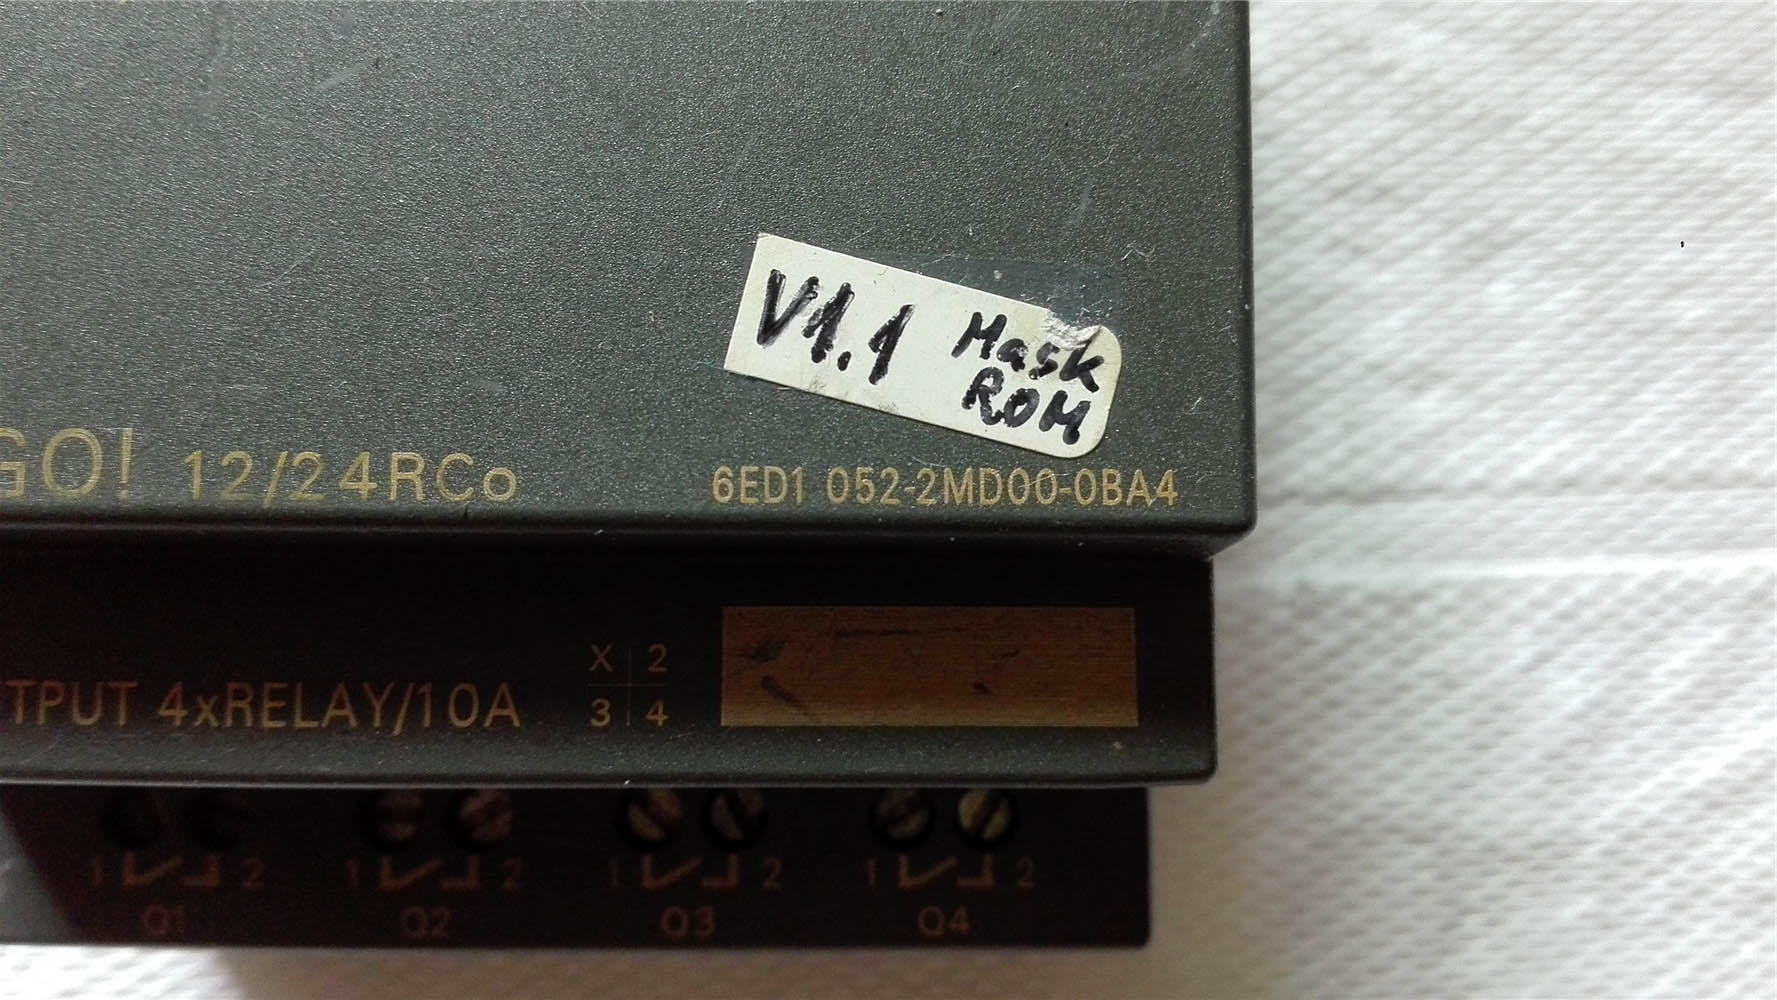 V1.1 Mask
ROM
GO! 12/24RCo 6ED1 052-2MD00-0BA4
TPUT 4xRELAY/10A
X 2
3 4
1 2 1 2 1 2 1 2
Q1 Q2 Q3 Q4